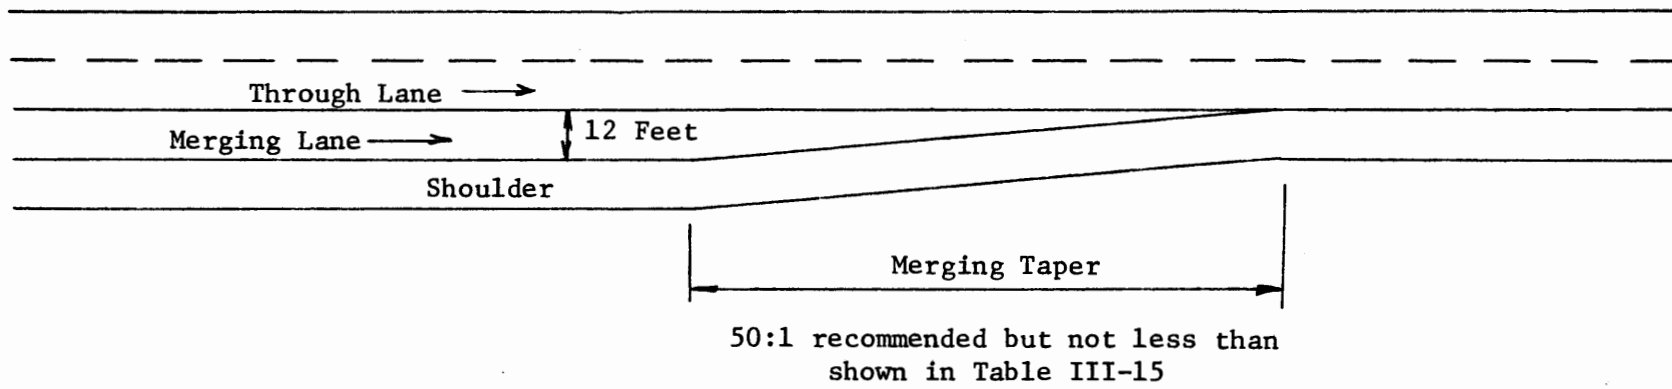 Through Lane
12 Feet
Merging Lane
Shoulder
Merging Taper
50:1 recommended but not less than
shown in Table III-15